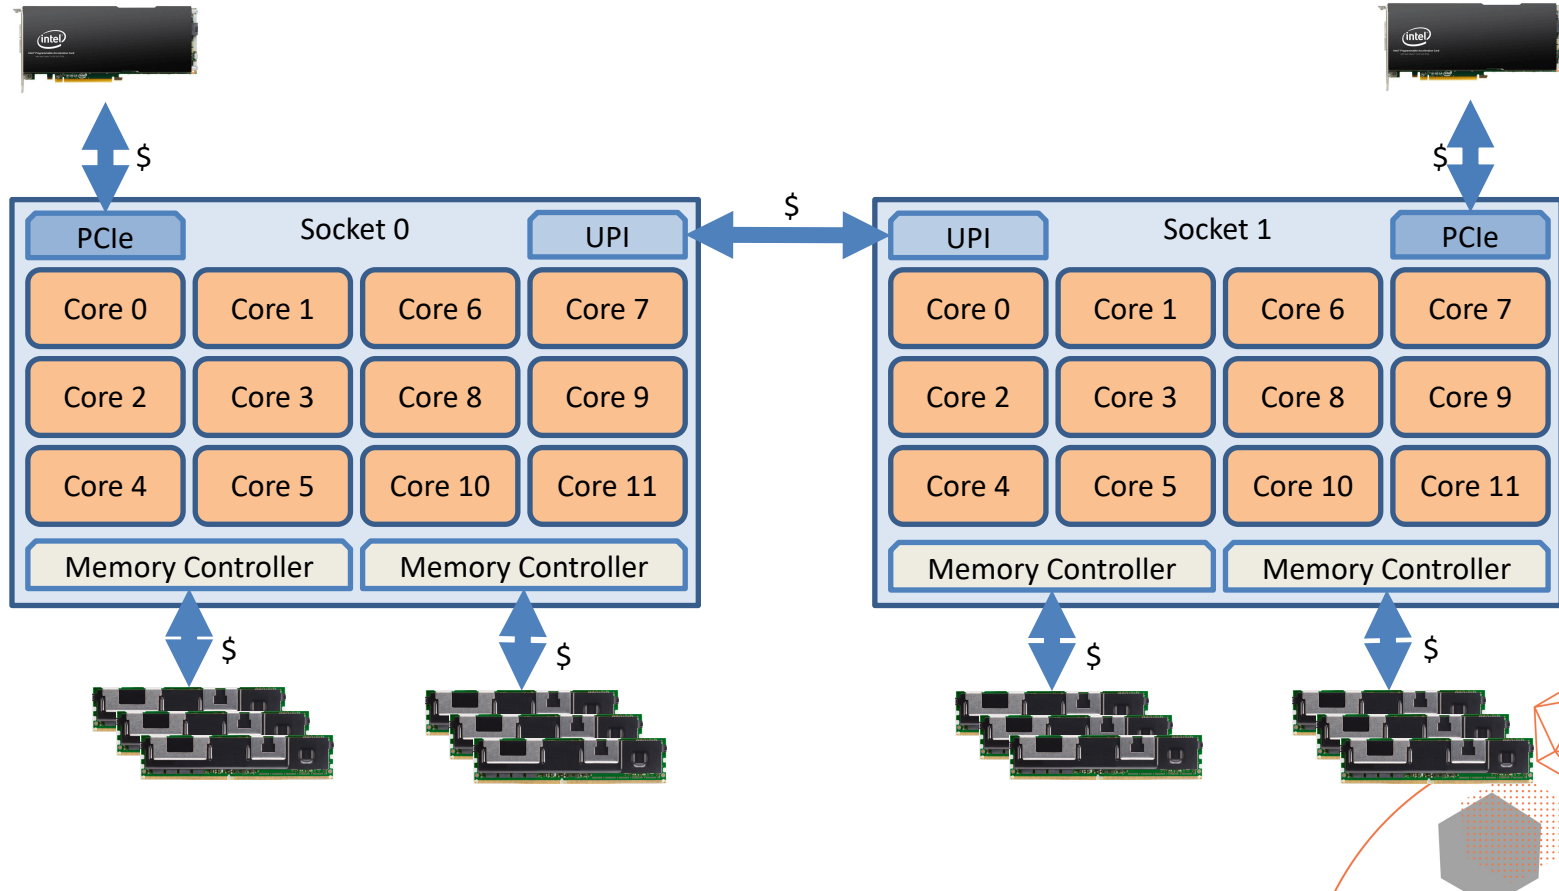 intel
intel
$
$
$
PCIe
Socket 0
UPI
UPI
Socket 1
PCIe
Core 0
Core 1
Core 6
Core 7
Core 0
Core 1
Core 6
Core 7
Core 2
Core 3
Core 8
Core 9
Core 2
Core 3
Core 8
Core 9
Core 4
Core 5
Core 10
Core 11
Core 4
Core 5
Core 10
Core 11
Memory Controller
Memory Controller
Memory Controller
Memory Controller
$
$
$
$